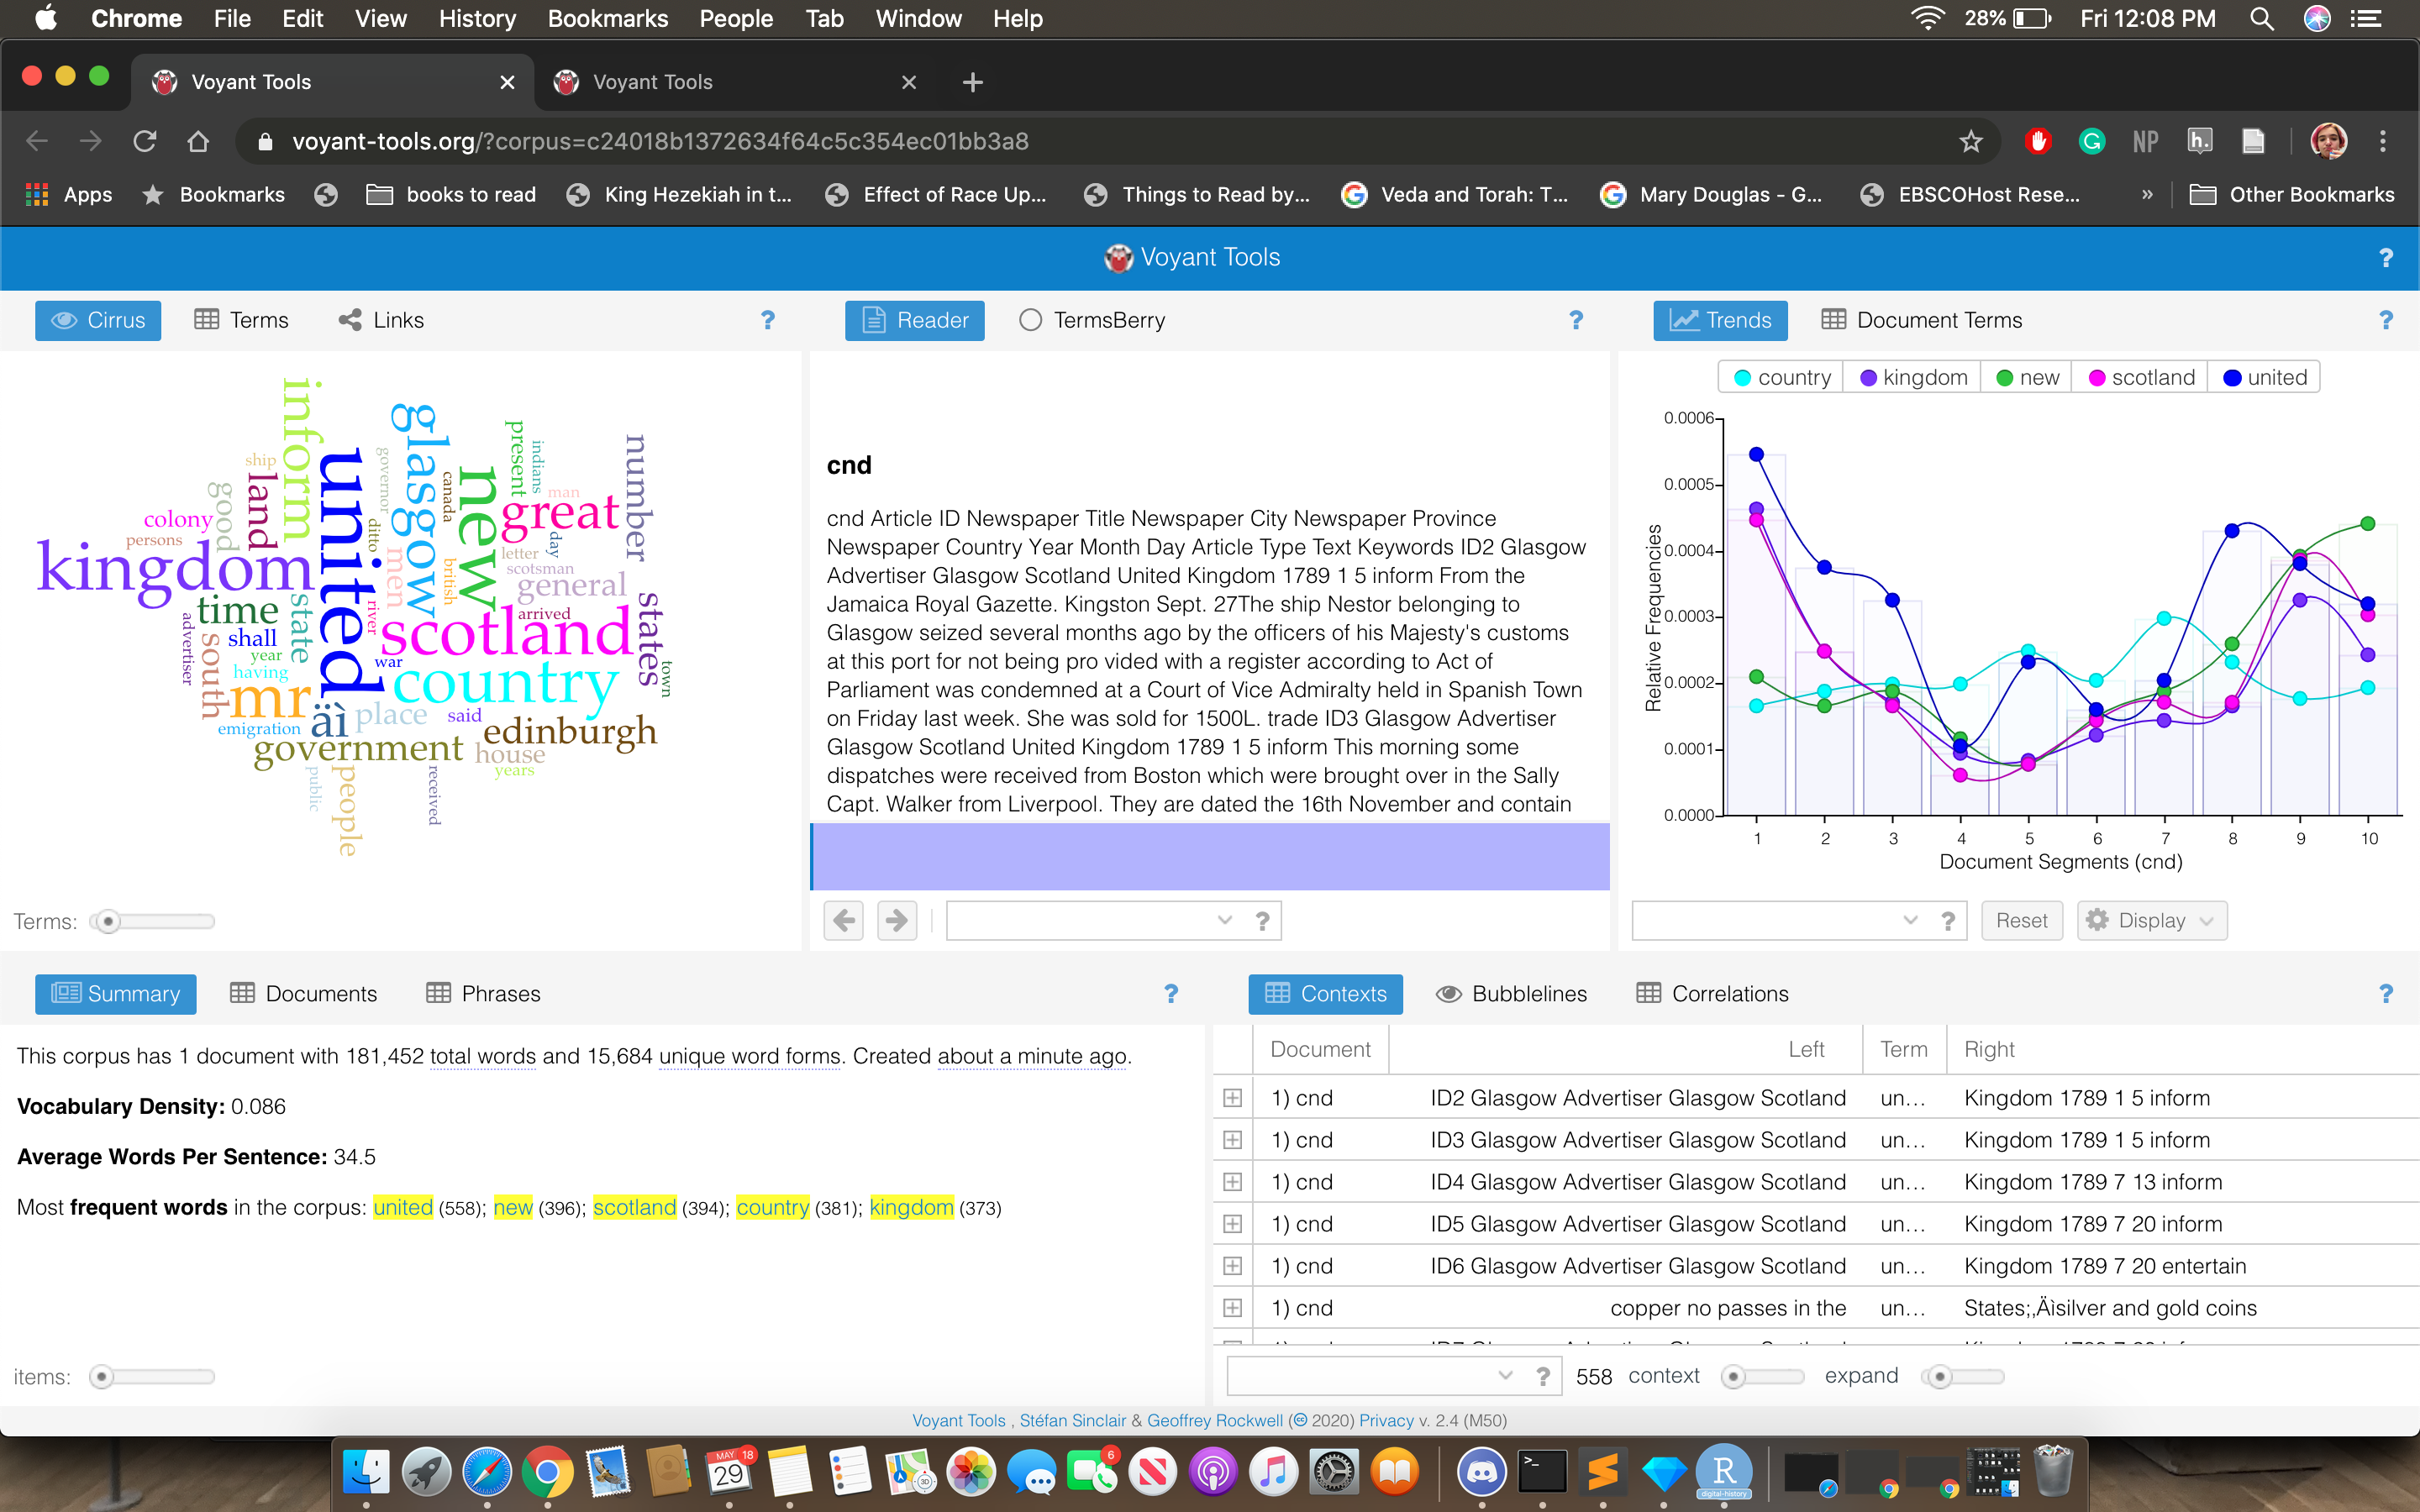 Chrome File Edit View History Bookmarks People Tab Window Help 28% Fri 12:08 PM
Voyant Tools Voyant Tools
voyant-tools.org/?corpus=c24018b1372634f64c5c354ec01bb3a8 NP h.
Apps Bookmarks books to read King Hezekiah in t... Effect of Race Up... Things to Read by... Veda and Torah: T... Mary Douglas - G... EBSCOHost Rese... » Other Bookmarks
Voyant Tools ?
Cirrus Terms Links ?
inform
glasgow
present
indians
number
ship
governor
united
canada
new
man
good
land
great
colony
ditto
persons
men
day
letter
kingdom
british
scotsman
general
time
state
river
arrived
states
advertiser
shall
scotland
south
year
war
having
country
town
mr
äì
place
said
emigration
edinburgh
government
house
years
public
people
received
Terms:
Reader TermsBerry ?
cnd
cnd Article ID Newspaper Title Newspaper City Newspaper Province
Newspaper Country Year Month Day Article Type Text Keywords ID2 Glasgow
Advertiser Glasgow Scotland United Kingdom 1789 1 5 inform From the
Jamaica Royal Gazette. Kingston Sept. 27The ship Nestor belonging to
Glasgow seized several months ago by the officers of his Majesty's customs
at this port for not being pro vided with a register according to Act of
Parliament was condemned at a Court of Vice Admiralty held in Spanish Town
on Friday last week. She was sold for 1500L. trade ID3 Glasgow Advertiser
Glasgow Scotland United Kingdom 1789 1 5 inform This morning some
dispatches were received from Boston which were brought over in the Sally
Capt. Walker from Liverpool. They are dated the 16th November and contain
?
Trends Document Terms ?
country kingdom new scotland united
Relative Frequencies
0.0006
0.0005
0.0004
0.0003
0.0002
0.0001
0.0000
1 2 3 4 5 6 7 8 9 10
Document Segments (cnd)
? Reset Display
Summary Documents Phrases ?
This corpus has 1 document with 181,452 total words and 15,684 unique word forms. Created about a minute ago.
Vocabulary Density: 0.086
Average Words Per Sentence: 34.5
Most frequent words in the corpus: united (558); new (396); scotland (394); country (381); kingdom (373)
items:
Contexts Bubblelines Correlations ?
Document Left Term Right
1) cnd ID2 Glasgow Advertiser Glasgow Scotland un... Kingdom 1789 1 5 inform
1) cnd ID3 Glasgow Advertiser Glasgow Scotland un... Kingdom 1789 1 5 inform
1) cnd ID4 Glasgow Advertiser Glasgow Scotland un... Kingdom 1789 7 13 inform
1) cnd ID5 Glasgow Advertiser Glasgow Scotland un... Kingdom 1789 7 20 inform
1) cnd ID6 Glasgow Advertiser Glasgow Scotland un... Kingdom 1789 7 20 entertain
1) cnd copper no passes in the un... States;‚Äìsilver and gold coins
? 558 context expand
Voyant Tools , Stéfan Sinclair & Geoffrey Rockwell (🅭 2020) Privacy v. 2.4 (M50)
MAY 18
29
6
3D
>_
R
digital-history